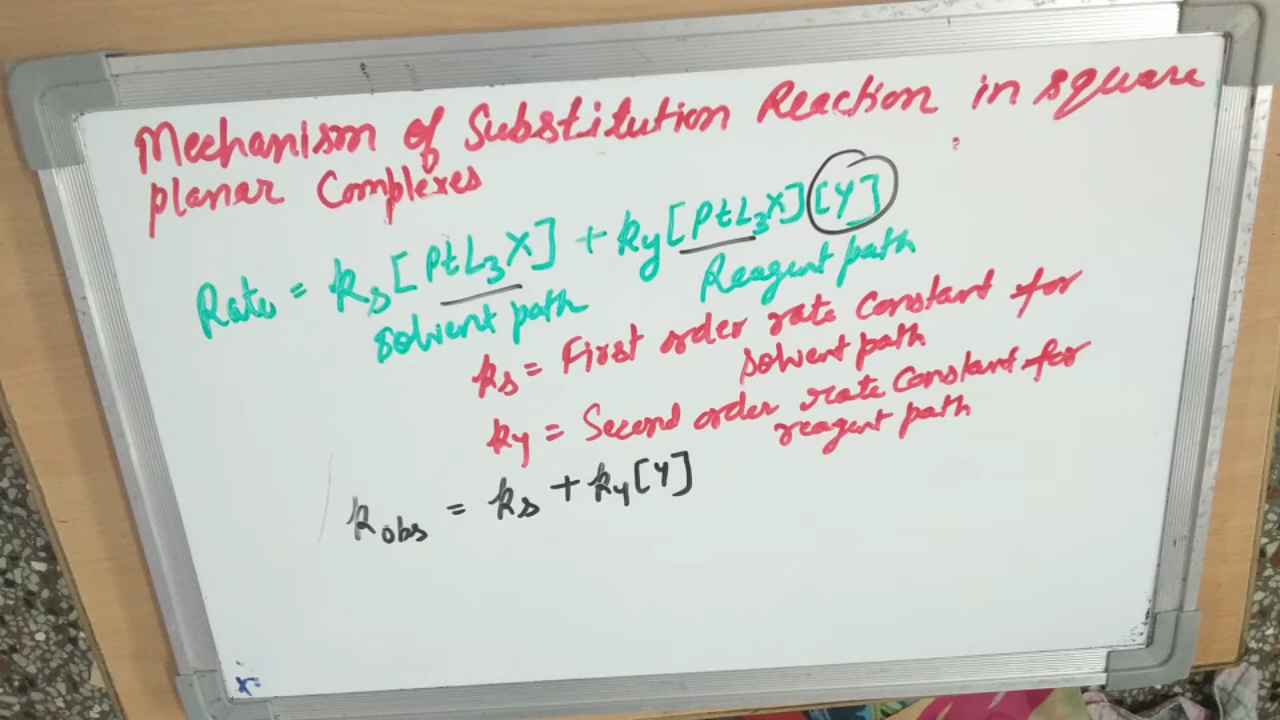 Mechanism of Substitution Reaction in square
planar Complexes
Rate = ks[PtL3X] + ky[PtL3X][Y]
solvent path Reagent path
ks = First order rate Constant for
solvent path
ky = Second order rate Constant for
reagent path
kobs = ks + ky[Y]